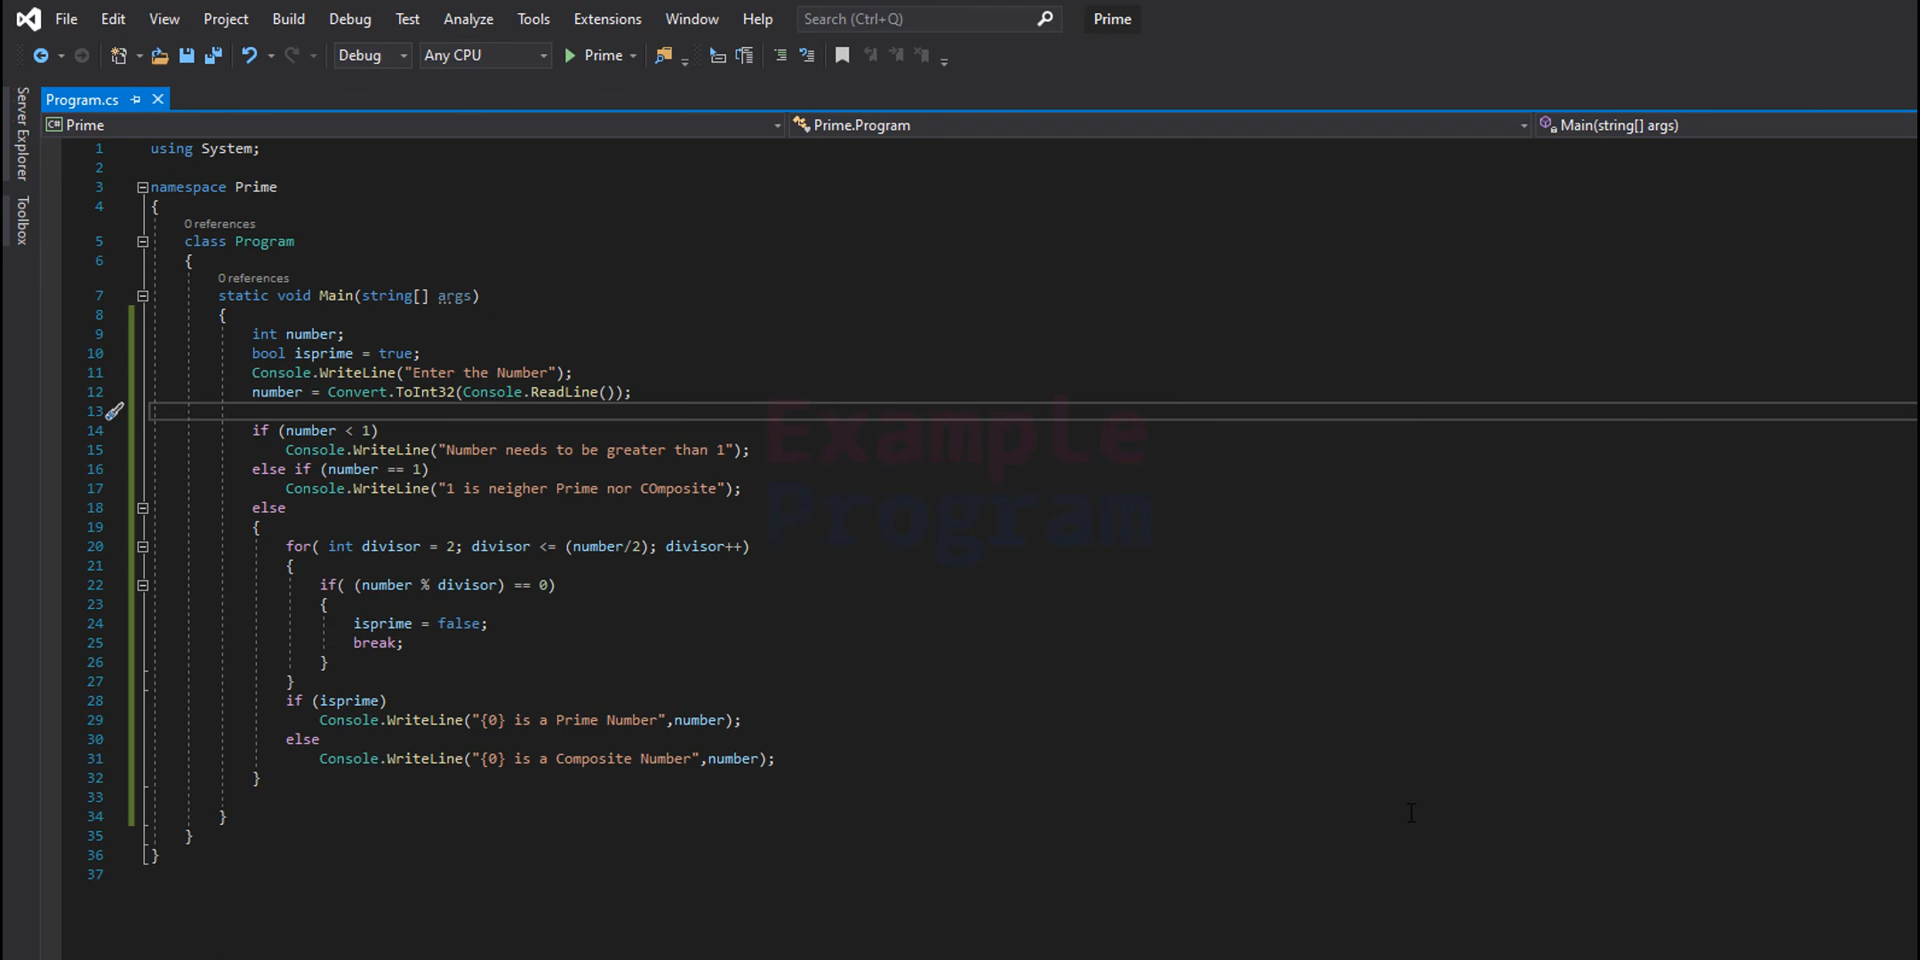 File Edit View Project Build Debug Test Analyze Tools Extensions Window Help Search (Ctrl+Q) Prime
Debug Any CPU Prime
Server Explorer
Toolbox
Program.cs
C# Prime Prime.Program Main(string[] args)
1 using System;
2
3 namespace Prime
4 {
0 references
5 class Program
6 {
0 references
7 static void Main(string[] args)
8 {
9 int number;
10 bool isprime = true;
11 Console.WriteLine("Enter the Number");
12 number = Convert.ToInt32(Console.ReadLine());
13
14 if (number < 1)
15 Console.WriteLine("Number needs to be greater than 1");
16 else if (number == 1)
17 Console.WriteLine("1 is neigher Prime nor COmposite");
18 else
19 {
20 for( int divisor = 2; divisor <= (number/2); divisor++)
21 {
22 if( (number % divisor) == 0)
23 {
24 isprime = false;
25 break;
26 }
27 }
28 if (isprime)
29 Console.WriteLine("{0} is a Prime Number",number);
30 else
31 Console.WriteLine("{0} is a Composite Number",number);
32 }
33
34 }
35 }
36 }
37
Example
Program